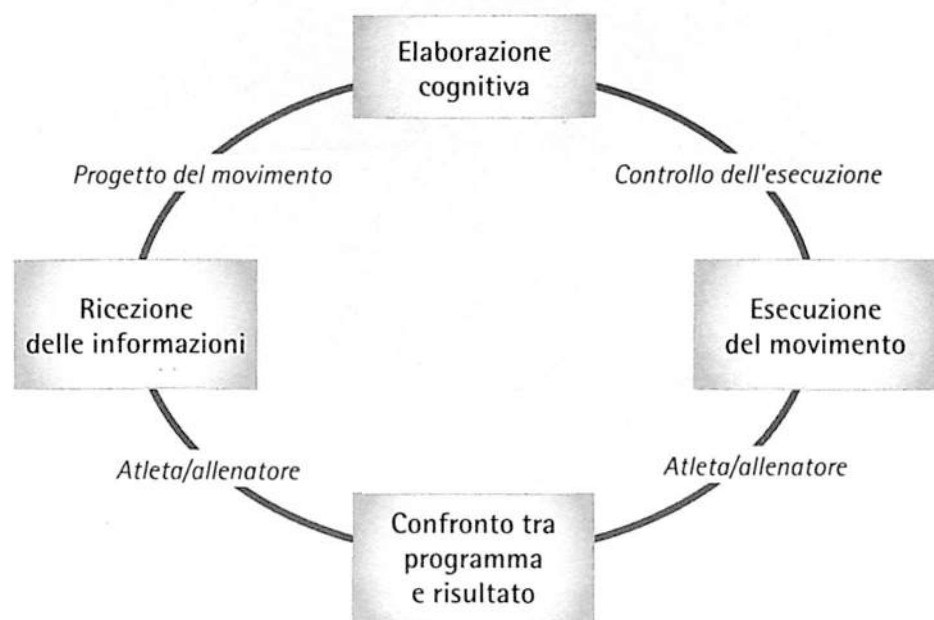 Elaborazione
cognitiva
Progetto del movimento
Controllo dell'esecuzione
Ricezione
delle informazioni
Esecuzione
del movimento
Atleta/allenatore
Atleta/allenatore
Confronto tra
programma
e risultato